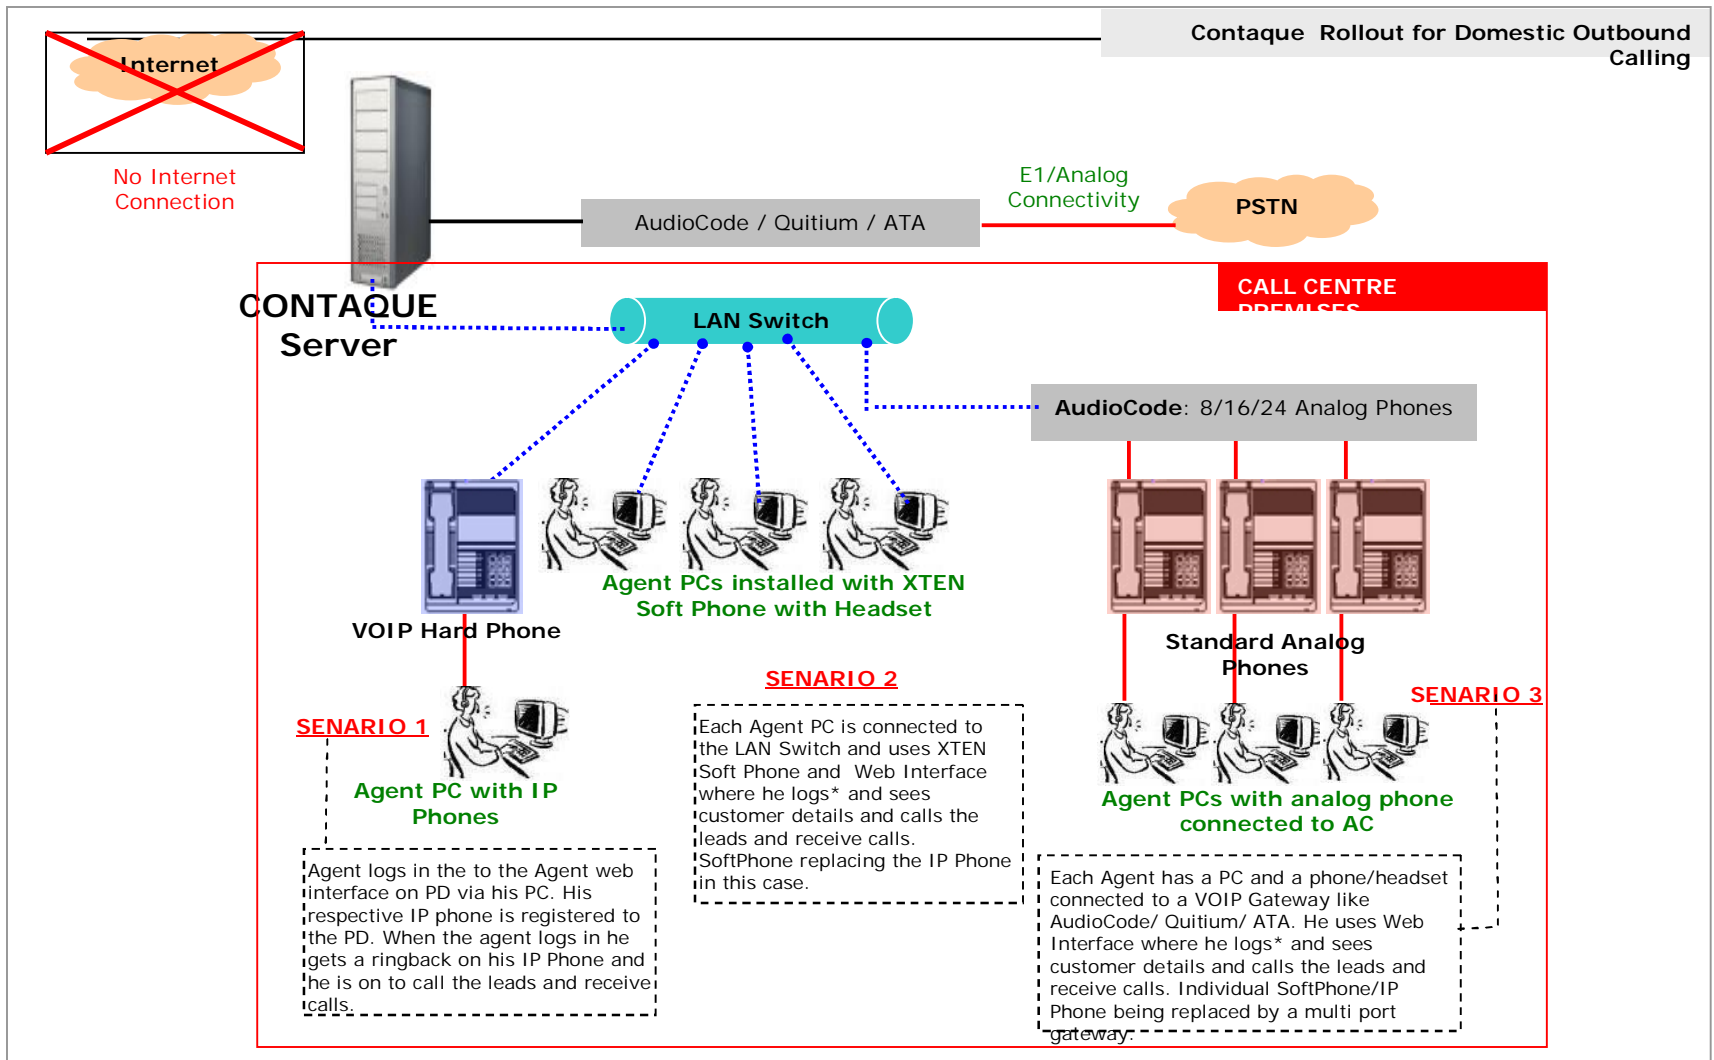 Contaque Rollout for Domestic Outbound
Calling
Internet
No Internet
Connection
E1/Analog
Connectivity
PSTN
AudioCode / Quitium / ATA
CALL CENTRE
PREMISES
CONTAQUE
Server
LAN Switch
AudioCode: 8/16/24 Analog Phones
Agent PCs installed with XTEN
Soft Phone with Headset
VOIP Hard Phone
Standard Analog
Phones
SENARIO 2
SENARIO 3
SENARIO 1
Each Agent PC is connected to
the LAN Switch and uses XTEN
Soft Phone and Web Interface
where he logs* and sees
customer details and calls the
leads and receive calls.
SoftPhone replacing the IP Phone
in this case.
Agent PC with IP
Phones
Agent PCs with analog phone
connected to AC
Agent logs in the to the Agent web
interface on PD via his PC. His
respective IP phone is registered to
the PD. When the agent logs in he
gets a ringback on his IP Phone and
he is on to call the leads and receive
calls.
Each Agent has a PC and a phone/headset
connected to a VOIP Gateway like
AudioCode/ Quitium/ ATA. He uses Web
Interface where he logs* and sees
customer details and calls the leads and
receive calls. Individual SoftPhone/IP
Phone being replaced by a multi port
gateway.